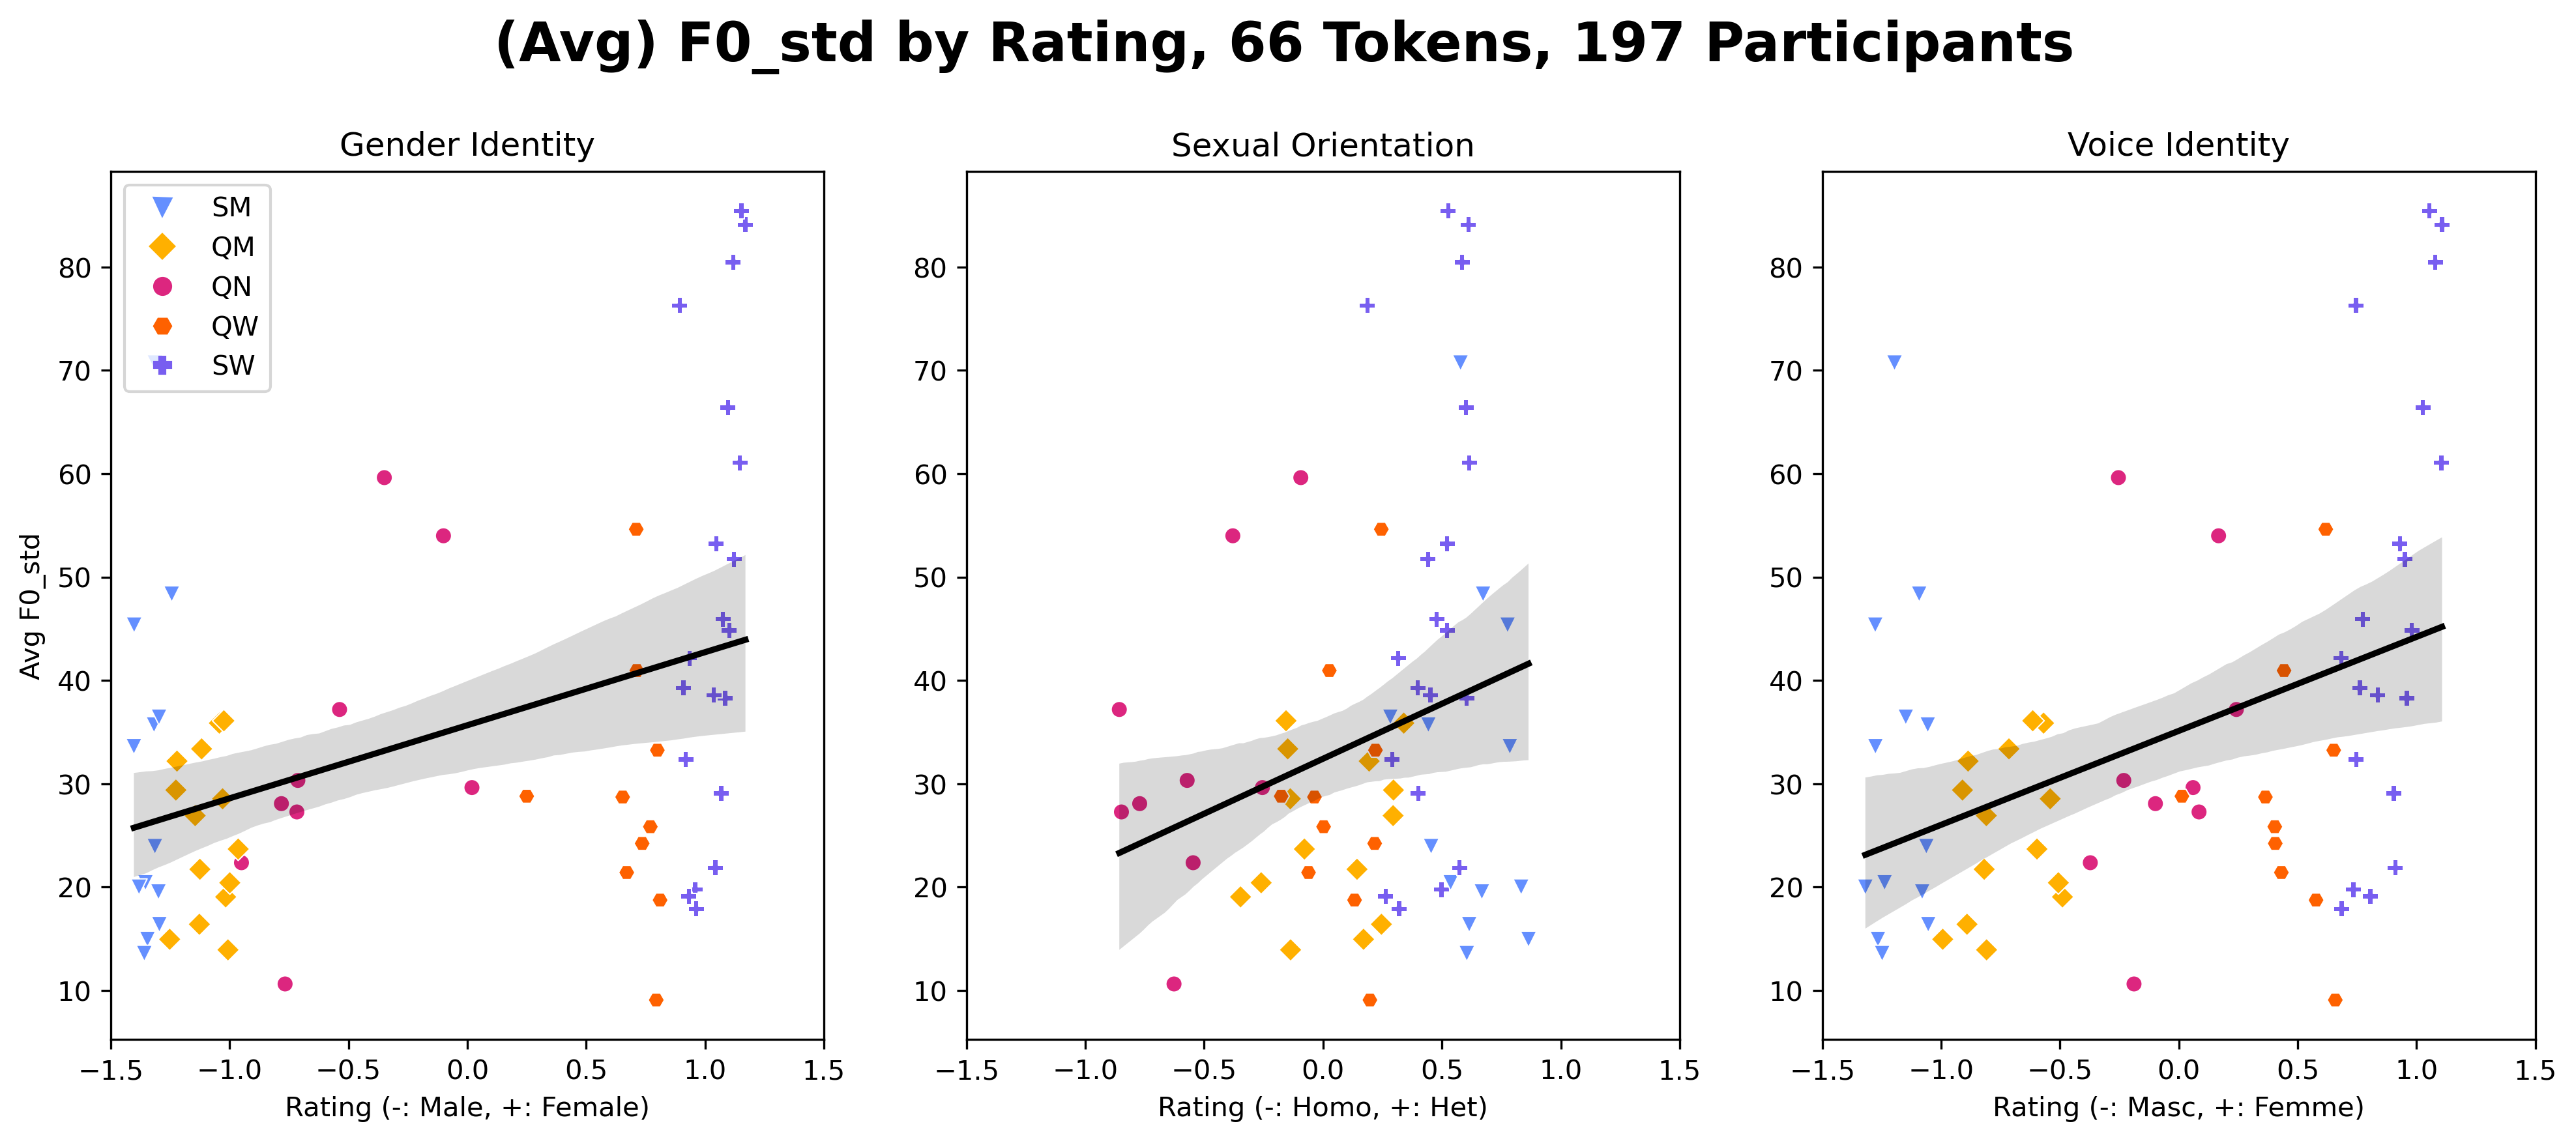 (Avg) F0_std by Rating, 66 Tokens, 197 Participants
Gender Identity
Sexual Orientation
Voice Identity
SM
QM
QN
QW
SW
Avg F0_std
80
70
60
50
40
30
20
10
−1.5 −1.0 −0.5 0.0 0.5 1.0 1.5
Rating (-: Male, +: Female)
80
70
60
50
40
30
20
10
−1.5 −1.0 −0.5 0.0 0.5 1.0 1.5
Rating (-: Homo, +: Het)
80
70
60
50
40
30
20
10
−1.5 −1.0 −0.5 0.0 0.5 1.0 1.5
Rating (-: Masc, +: Femme)